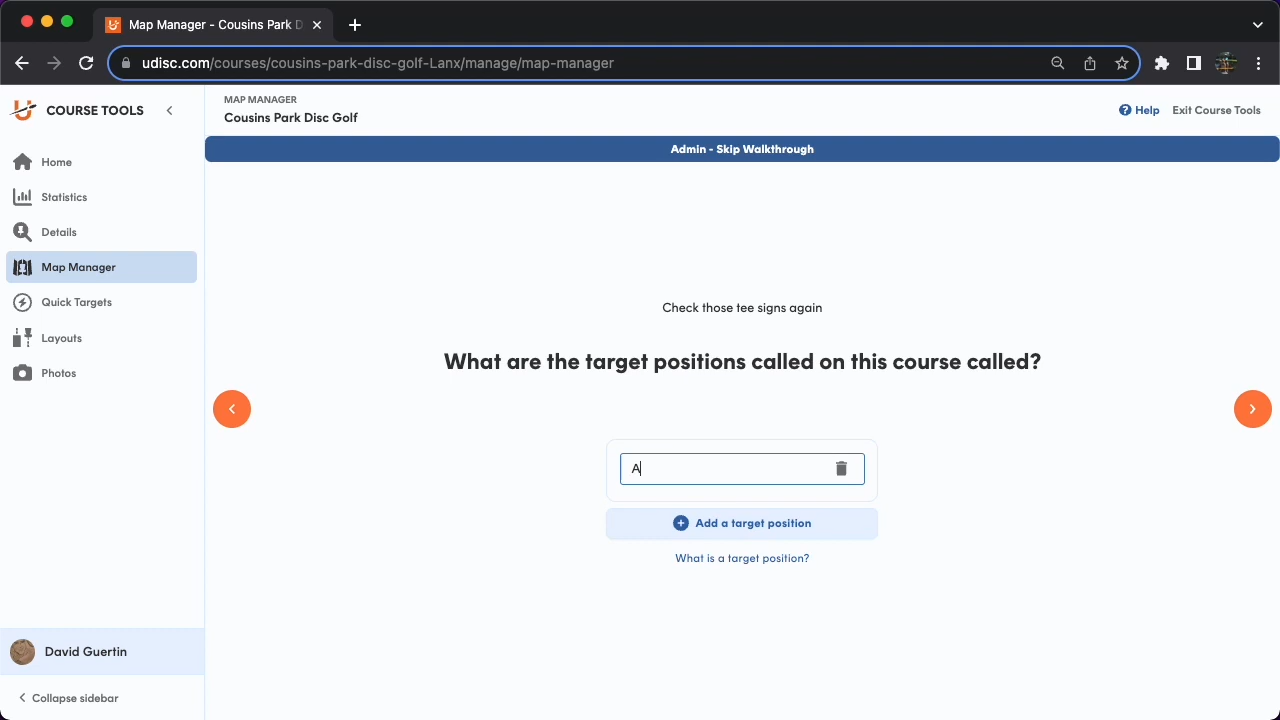 Map Manager - Cousins Park D
udisc.com/courses/cousins-park-disc-golf-Lanx/manage/map-manager
COURSE TOOLS
MAP MANAGER
Cousins Park Disc Golf
Help
Exit Course Tools
Admin - Skip Walkthrough
Home
Statistics
Details
Map Manager
Quick Targets
Layouts
Photos
Check those tee signs again
What are the target positions called on this course called?
A
Add a target position
What is a target position?
David Guertin
Collapse sidebar